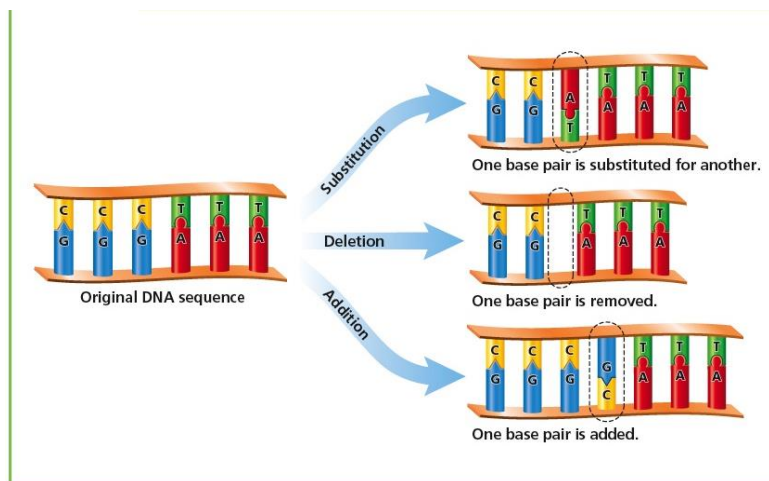 C C A T T T
G G T A A A
One base pair is substituted for another.
Substitution
C C C T T T
G G G A A A
Original DNA sequence
Deletion
C C T T T
G G A A A
One base pair is removed.
Addition
C C C G T T T
G G G C A A A
One base pair is added.